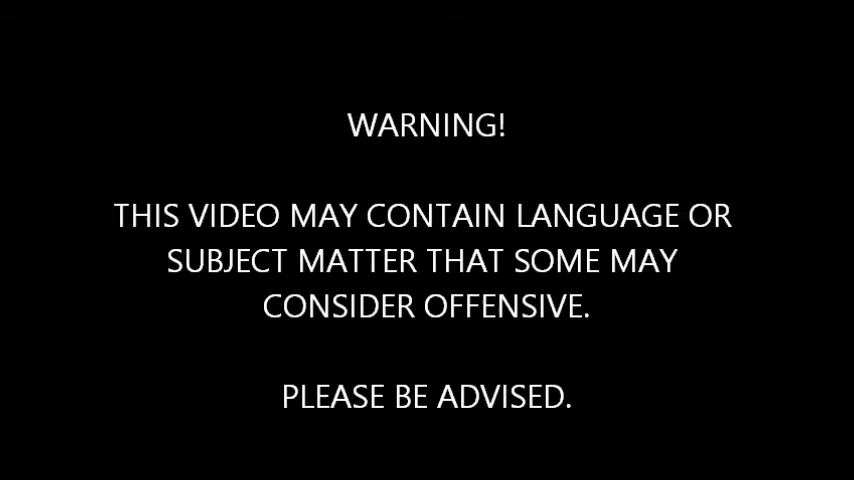 WARNING!
THIS VIDEO MAY CONTAIN LANGUAGE OR
SUBJECT MATTER THAT SOME MAY
CONSIDER OFFENSIVE.
PLEASE BE ADVISED.